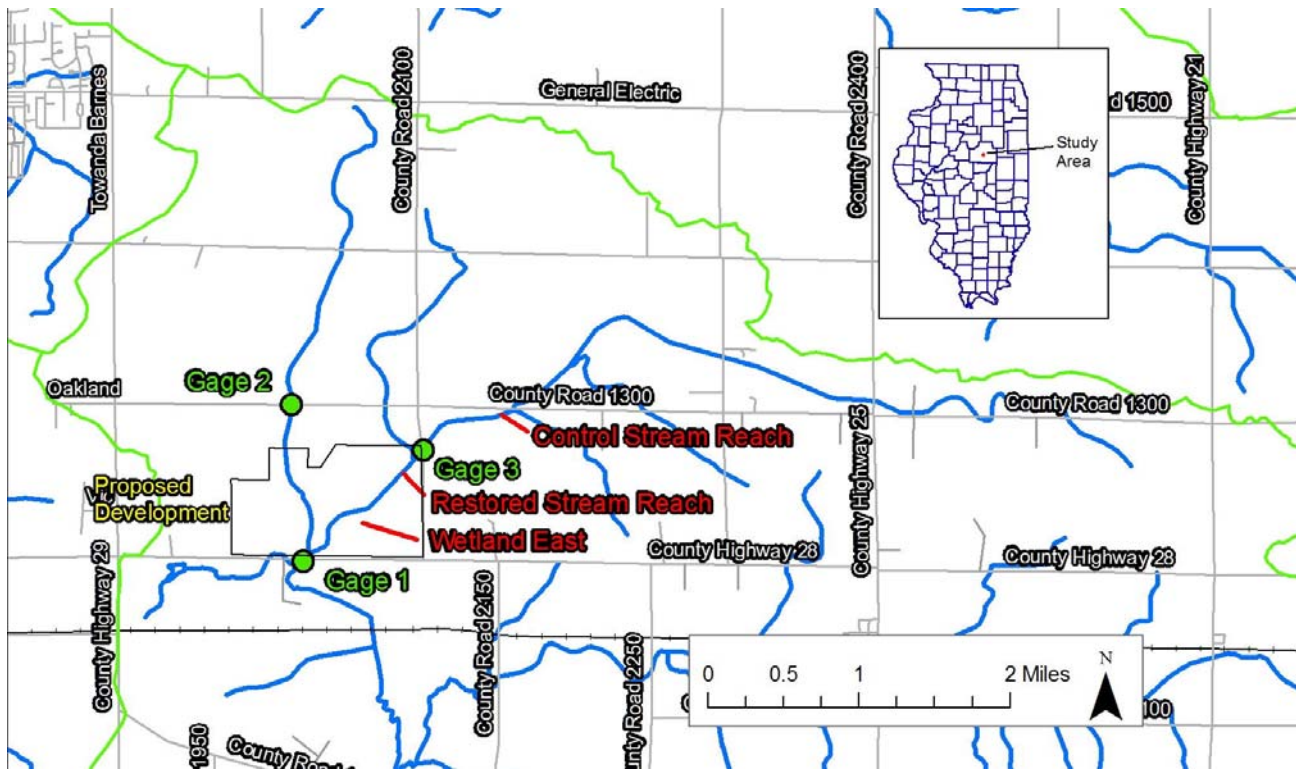 Towanda Barnes
County Road 2100
General Electric
County Road 2400
d 1500
County Highway 21
Study
Area
Oakland
Gage 2
County Road 1300
County Road 1300
Control Stream Reach
Gage 3
Proposed
Development
Restored Stream Reach
Wetland East
County Highway 25
County Highway 29
Gage 1
County Highway 28
County Highway 28
County Road 2150
County Road 2250
0 0.5 1 2 Miles
N
100
1950
County Road